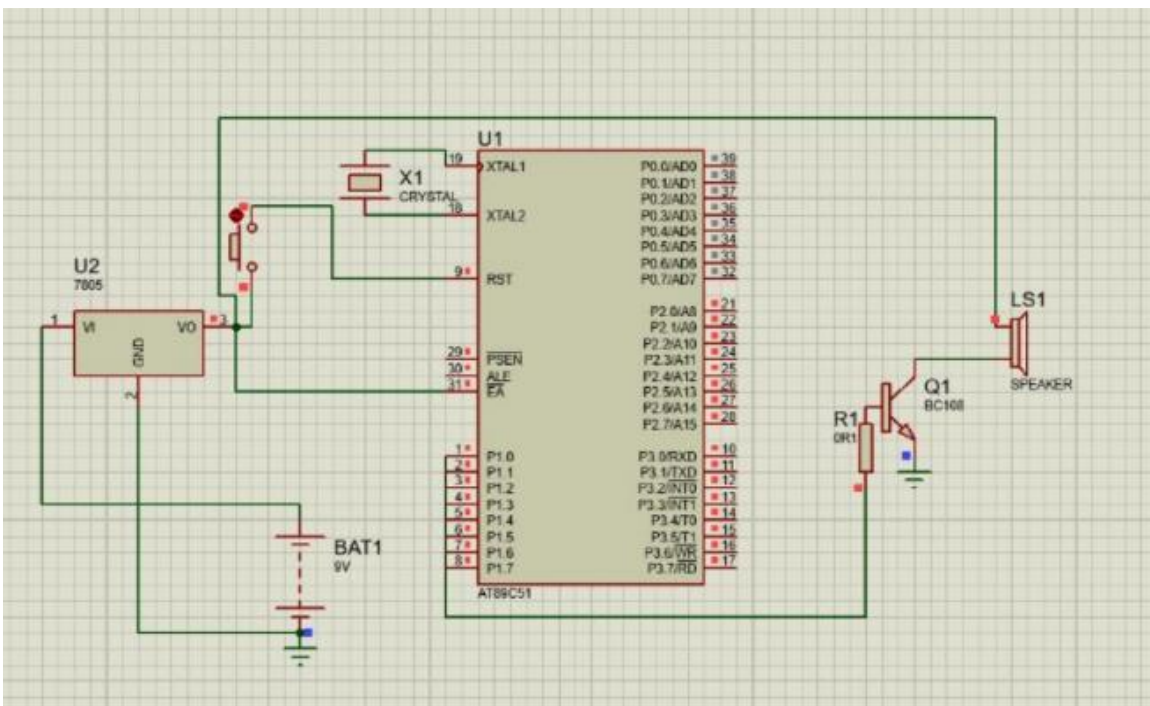 U1
19
XTAL1
X1
CRYSTAL
18
XTAL2
9
RST
U2
7805
1
VI
VO
3
GND
2
29
PSEN
30
ALE
31
EA
1
P1.0
2
P1.1
3
P1.2
4
P1.3
5
P1.4
6
P1.5
7
P1.6
8
P1.7
AT89C51
P0.0/AD0
39
P0.1/AD1
38
P0.2/AD2
37
P0.3/AD3
36
P0.4/AD4
35
P0.5/AD5
34
P0.6/AD6
33
P0.7/AD7
32
P2.0/A8
21
P2.1/A9
22
P2.2/A10
23
P2.3/A11
24
P2.4/A12
25
P2.5/A13
26
P2.6/A14
27
P2.7/A15
28
P3.0/RXD
10
P3.1/TXD
11
P3.2/INT0
12
P3.3/INT1
13
P3.4/T0
14
P3.5/T1
15
P3.6/WR
16
P3.7/RD
17
LS1
SPEAKER
Q1
BC108
R1
0R1
BAT1
9V